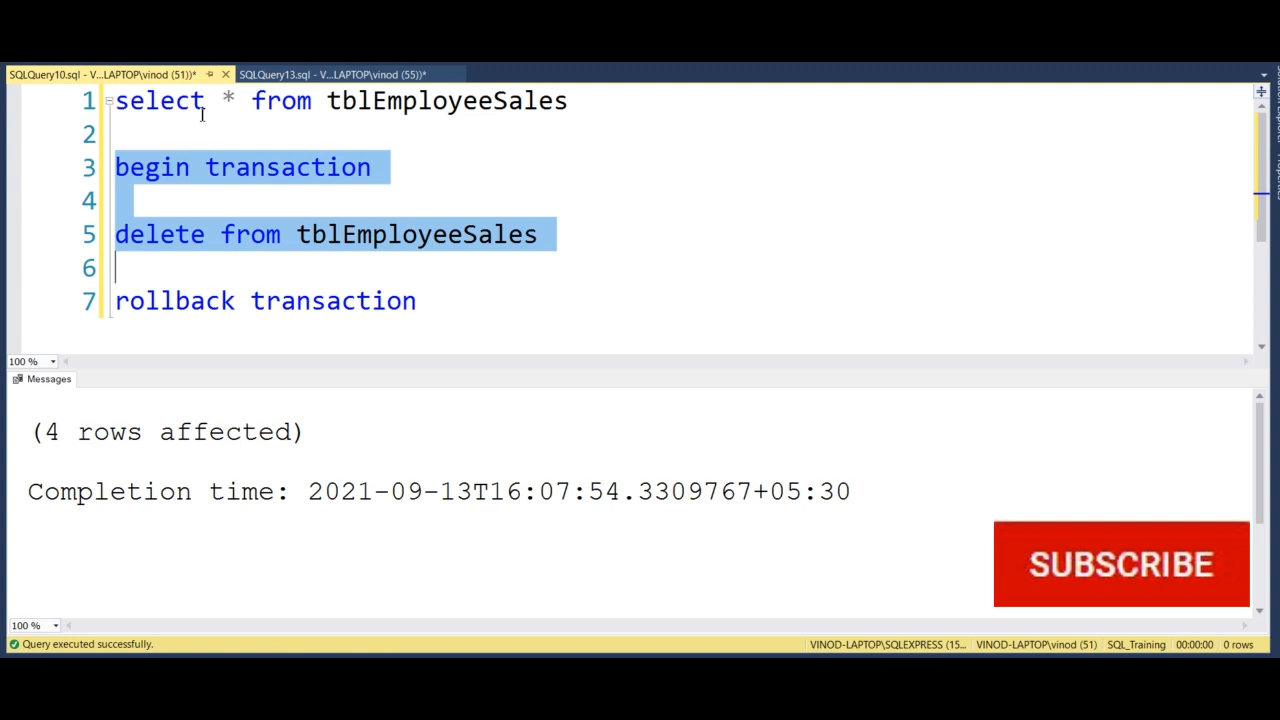 SQLQuery10.sql - V...LAPTOP\vinod (51))* SQLQuery13.sql - V...LAPTOP\vinod (55))*
1 select * from tblEmployeeSales
2
3 begin transaction
4
5 delete from tblEmployeeSales
6
7 rollback transaction
100 %
Messages
(4 rows affected)
Completion time: 2021-09-13T16:07:54.3309767+05:30
SUBSCRIBE
100 %
Query executed successfully. VINOD-LAPTOP\SQLEXPRESS (15... VINOD-LAPTOP\vinod (51) SQL_Training 00:00:00 0 rows